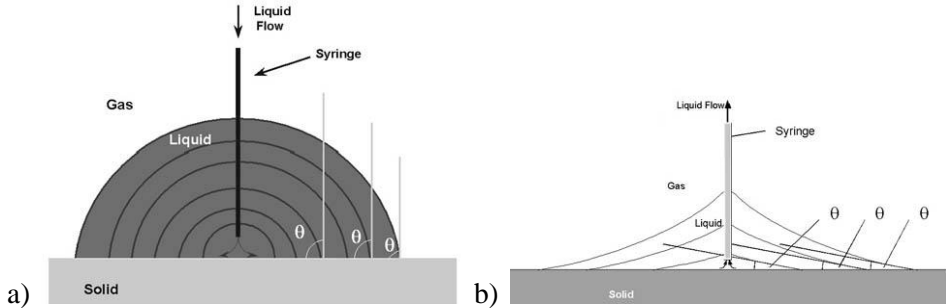 a)
Liquid
Flow
Syringe
Gas
Liquid
θ
θ
θ
Solid
b)
Liquid Flow
Syringe
Gas
Liquid
θ
θ
θ
Solid